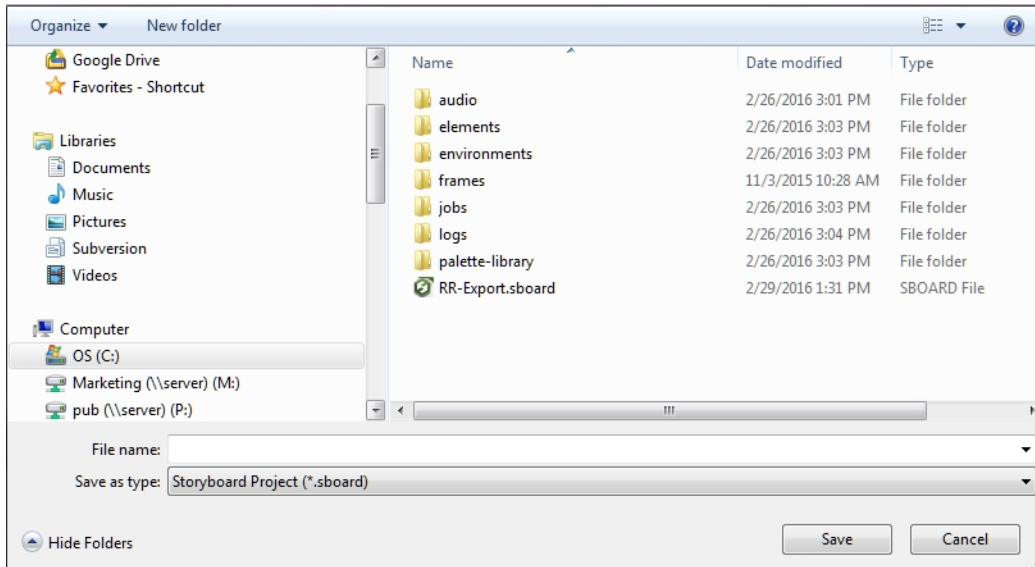 Organize New folder
Google Drive
Favorites - Shortcut
Libraries
Documents
Music
Pictures
Subversion
Videos
Computer
OS (C:)
Marketing (\\server) (M:)
pub (\\server) (P:)
Name Date modified Type
audio 2/26/2016 3:01 PM File folder
elements 2/26/2016 3:03 PM File folder
environments 2/26/2016 3:03 PM File folder
frames 11/3/2015 10:28 AM File folder
jobs 2/26/2016 3:03 PM File folder
logs 2/26/2016 3:04 PM File folder
palette-library 2/26/2016 3:03 PM File folder
RR-Export.sboard 2/29/2016 1:31 PM SBOARD File
File name:
Save as type: Storyboard Project (*.sboard)
Hide Folders Save Cancel